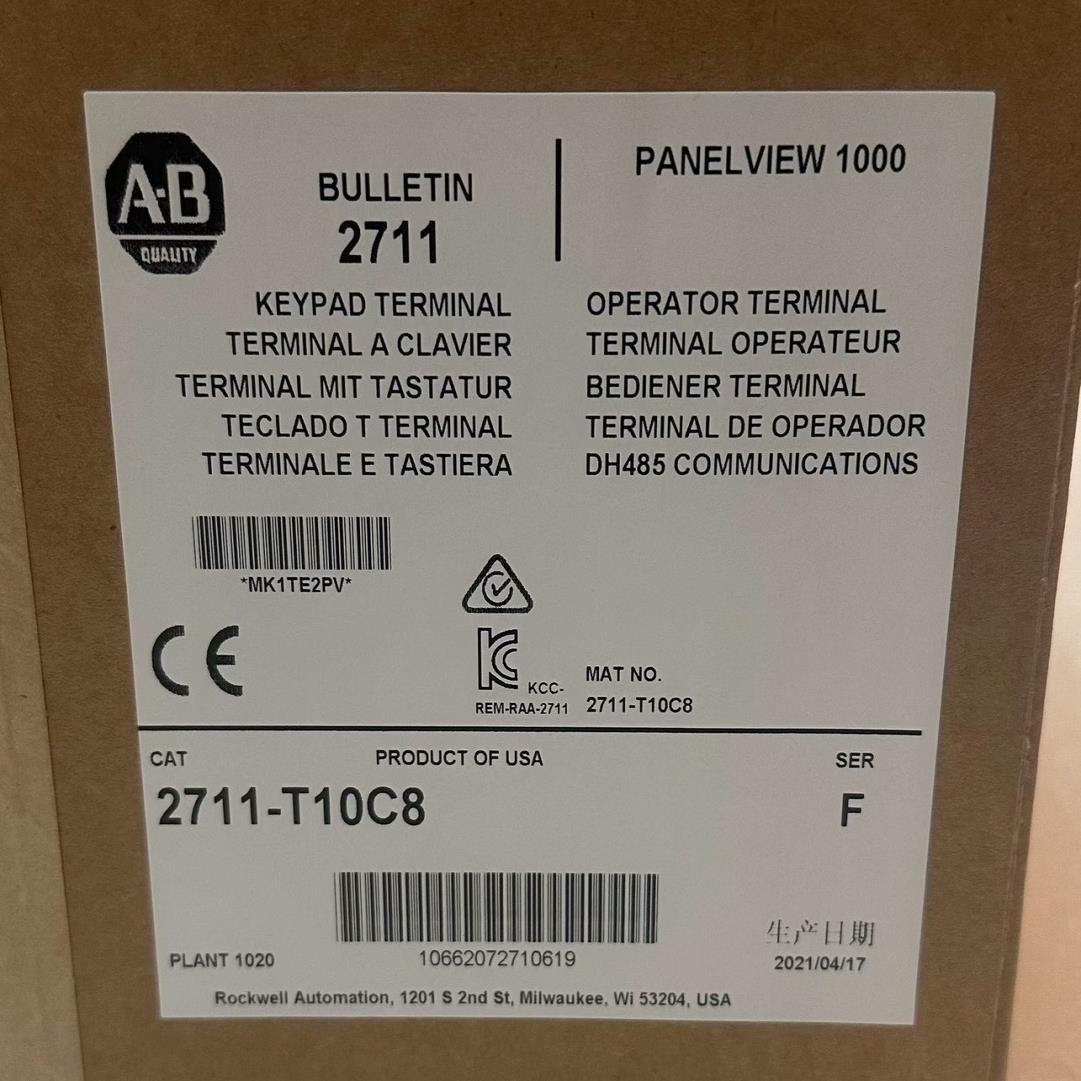 A-B
QUALITY
BULLETIN
2711
PANELVIEW 1000
KEYPAD TERMINAL
TERMINAL A CLAVIER
TERMINAL MIT TASTATUR
TECLADO T TERMINAL
TERMINALE E TASTIERA
OPERATOR TERMINAL
TERMINAL OPERATEUR
BEDIENER TERMINAL
TERMINAL DE OPERADOR
DH485 COMMUNICATIONS
*MK1TE2PV*
CE
KC
KCC-
REM-RAA-2711
MAT NO.
2711-T10C8
CAT
PRODUCT OF USA
SER
2711-T10C8
F
PLANT 1020
10662072710619
生产日期
2021/04/17
Rockwell Automation, 1201 S 2nd St, Milwaukee, Wi 53204, USA